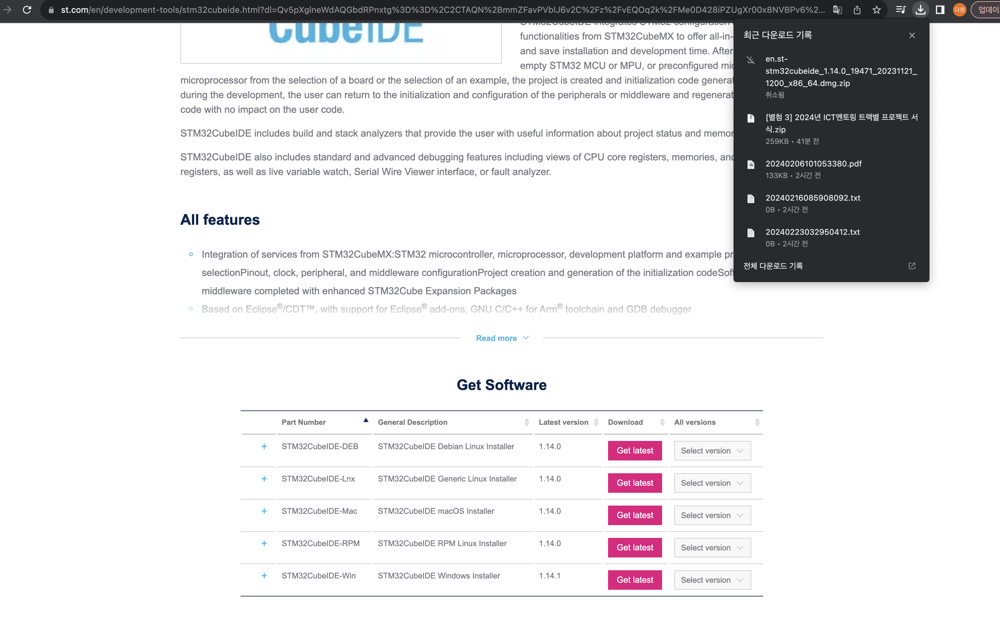 st.com/en/development-tools/stm32cubeide.html?dl=Qv5pXglneWdAQGbdRPnxtg%3D%3D%2C2CTAQN%2BmmZFavPVblJ6v2C%2Fz%2FvEQOq2k%2FMe0D428iPZUgXr00x8NVBPv6%2...
다원
업데이
CubeIDE
STM32CubeIDE integrates STM32 configuration
functionalities from STM32CubeMX to offer all-in-
and save installation and development time. After
empty STM32 MCU or MPU, or preconfigured mic
microprocessor from the selection of a board or the selection of an example, the project is created and initialization code generat
during the development, the user can return to the initialization and configuration of the peripherals or middleware and regenerat
code with no impact on the user code.
STM32CubeIDE includes build and stack analyzers that provide the user with useful information about project status and memor
STM32CubeIDE also includes standard and advanced debugging features including views of CPU core registers, memories, and
registers, as well as live variable watch, Serial Wire Viewer interface, or fault analyzer.
All features
Integration of services from STM32CubeMX:STM32 microcontroller, microprocessor, development platform and example pr
selectionPinout, clock, peripheral, and middleware configurationProject creation and generation of the initialization codeSoft
middleware completed with enhanced STM32Cube Expansion Packages
Based on Eclipse®/CDT™, with support for Eclipse® add-ons, GNU C/C++ for Arm® toolchain and GDB debugger
Read more
최근 다운로드 기록
en.st-
stm32cubeide_1.14.0_19471_20231121_
1200_x86_64.dmg.zip
취소됨
[별첨 3] 2024년 ICT멘토링 트랙별 프로젝트 서
식.zip
259KB • 41분 전
20240206101053380.pdf
133KB • 2시간 전
20240216085908092.txt
0B • 2시간 전
20240223032950412.txt
0B • 2시간 전
전체 다운로드 기록
Get Software
Part Number General Description Latest version Download All versions
+ STM32CubeIDE-DEB STM32CubeIDE Debian Linux Installer 1.14.0 Get latest Select version
+ STM32CubeIDE-Lnx STM32CubeIDE Generic Linux Installer 1.14.0 Get latest Select version
+ STM32CubeIDE-Mac STM32CubeIDE macOS Installer 1.14.0 Get latest Select version
+ STM32CubeIDE-RPM STM32CubeIDE RPM Linux Installer 1.14.0 Get latest Select version
+ STM32CubeIDE-Win STM32CubeIDE Windows Installer 1.14.1 Get latest Select version